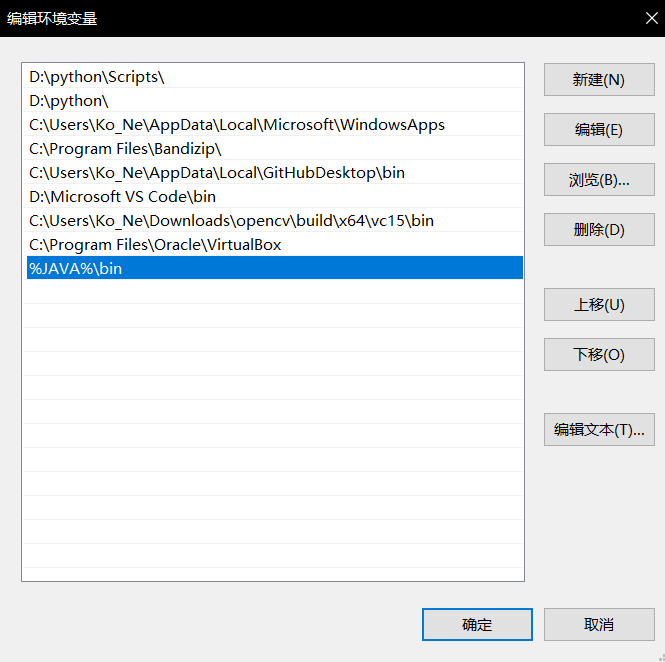 编辑环境变量
D:\python\Scripts\
D:\python\
C:\Users\Ko_Ne\AppData\Local\Microsoft\WindowsApps
C:\Program Files\Bandizip\
C:\Users\Ko_Ne\AppData\Local\GitHubDesktop\bin
D:\Microsoft VS Code\bin
C:\Users\Ko_Ne\Downloads\opencv\build\x64\vc15\bin
C:\Program Files\Oracle\VirtualBox
%JAVA%\bin
新建(N)
编辑(E)
浏览(B)...
删除(D)
上移(U)
下移(O)
编辑文本(T)...
确定
取消